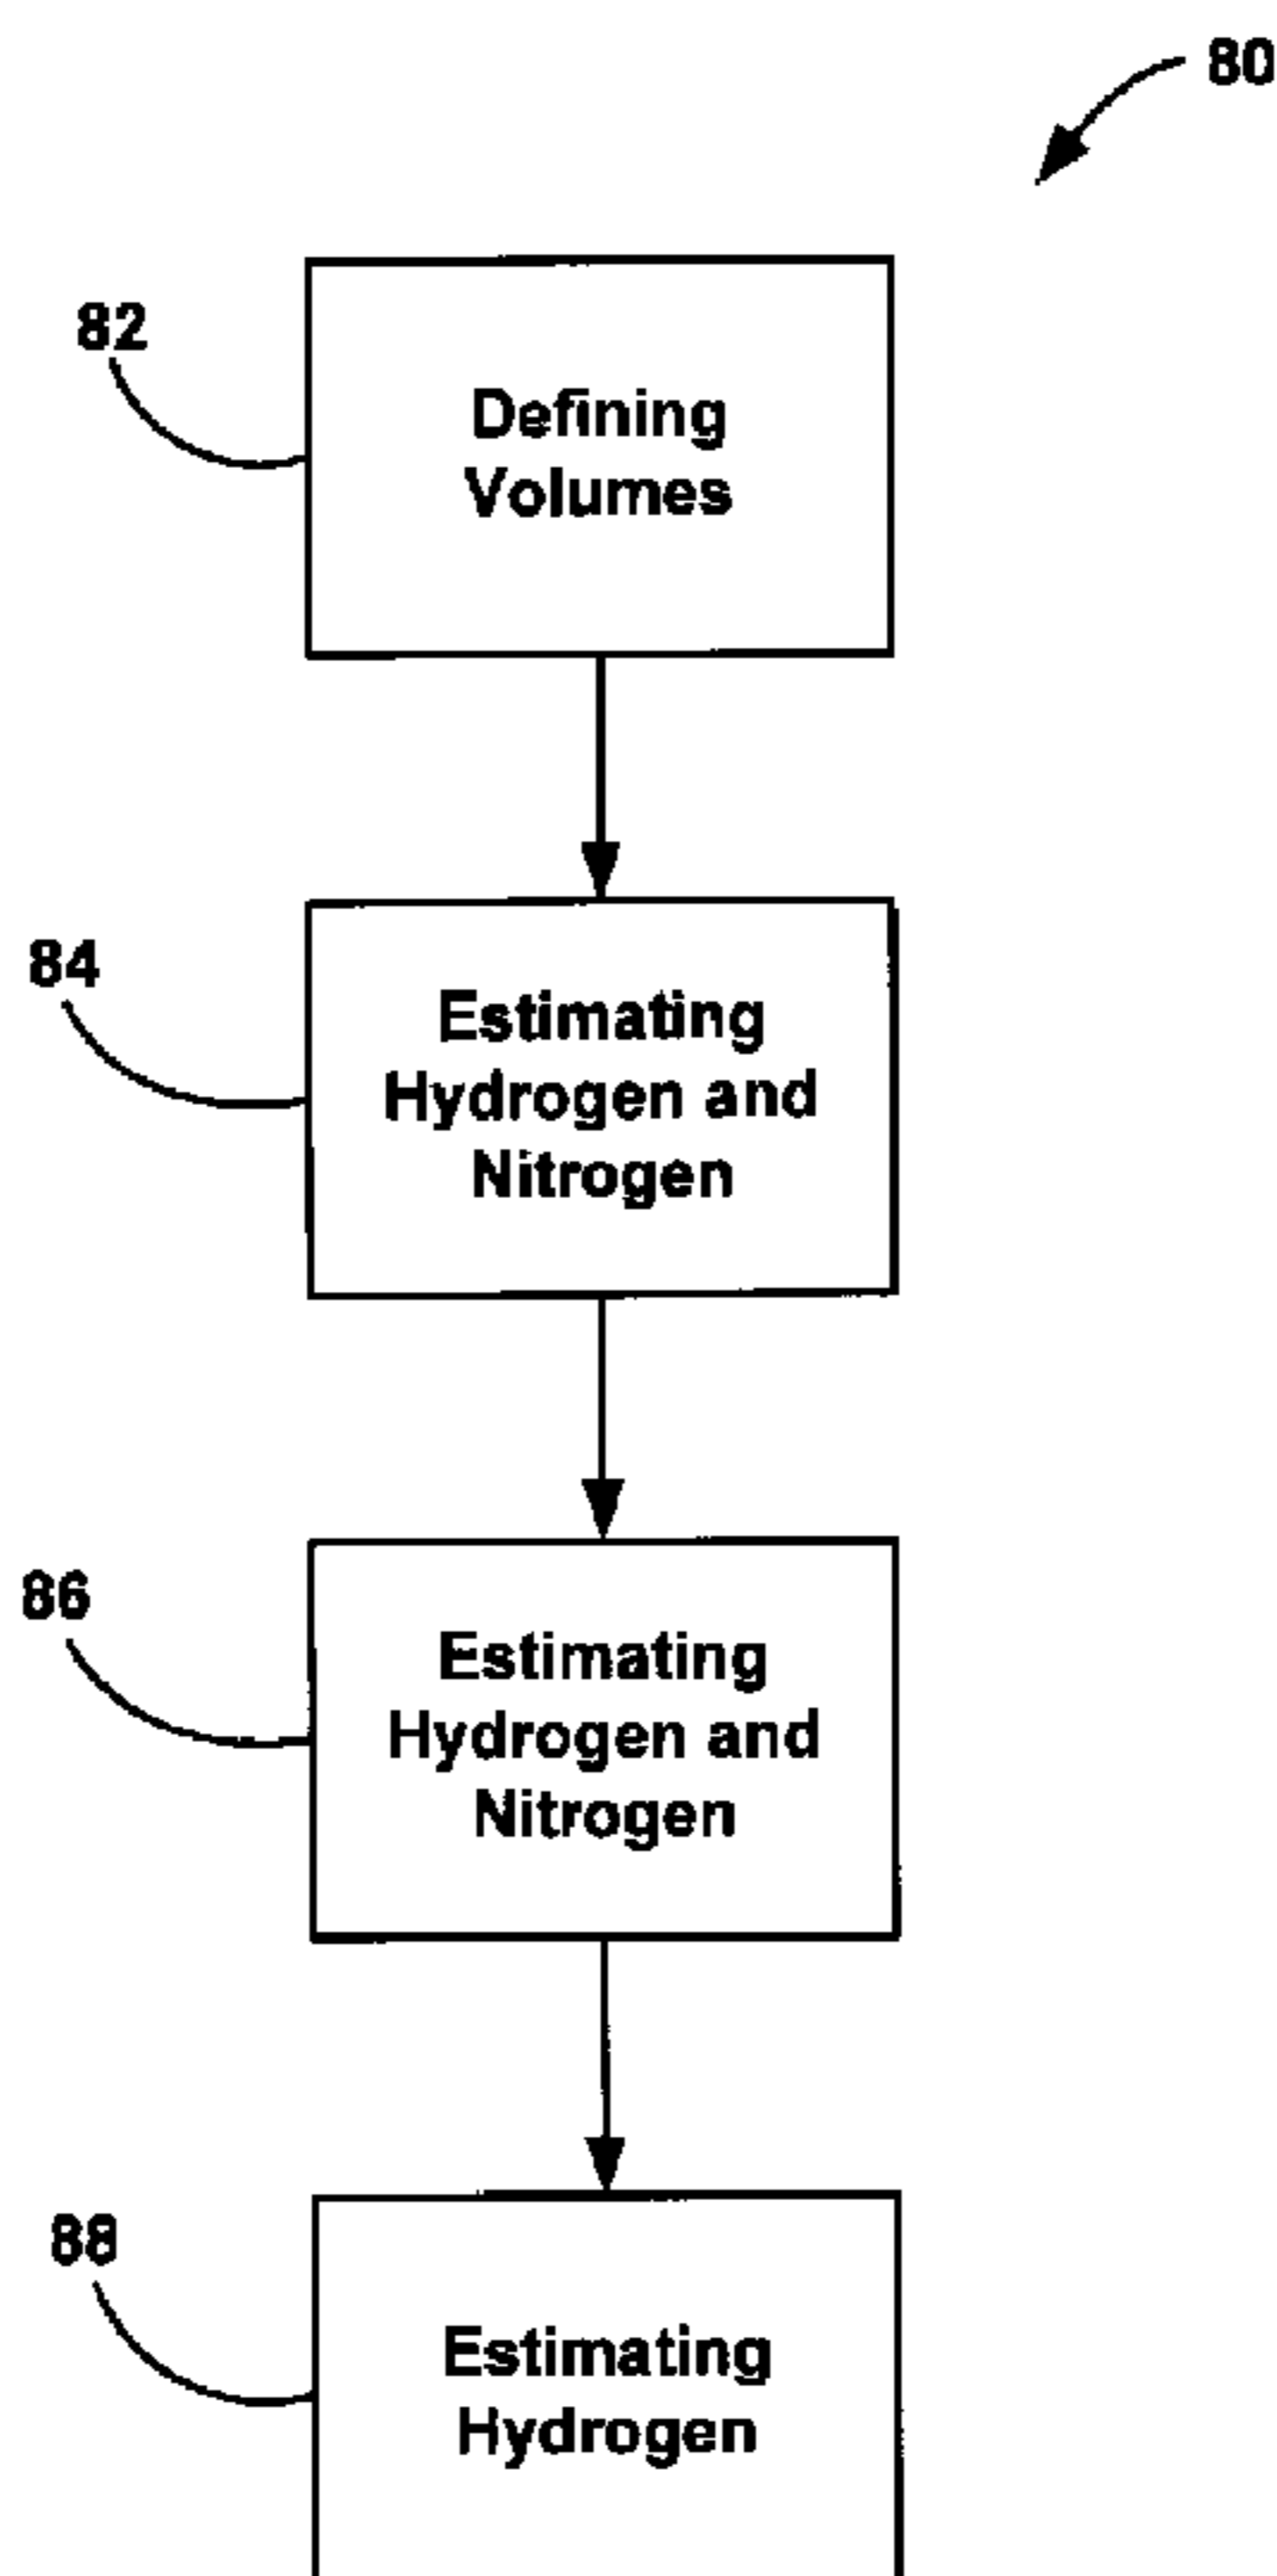 80
82
Defining
Volumes
84
Estimating
Hydrogen and
Nitrogen
86
Estimating
Hydrogen and
Nitrogen
88
Estimating
Hydrogen